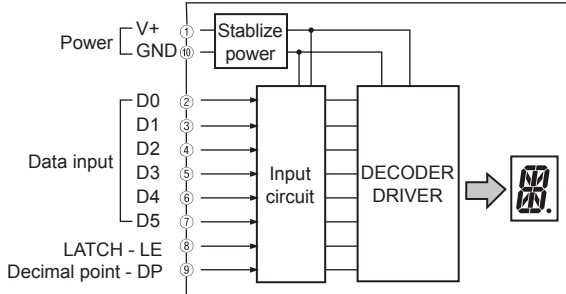 Power
V+ ① Stablize
GND ⑩ power
Data input
D0 ②
D1 ③
D2 ④
D3 ⑤
D4 ⑥
D5 ⑦
LATCH - LE ⑧
Decimal point - DP ⑨
Input
circuit
DECODER
DRIVER